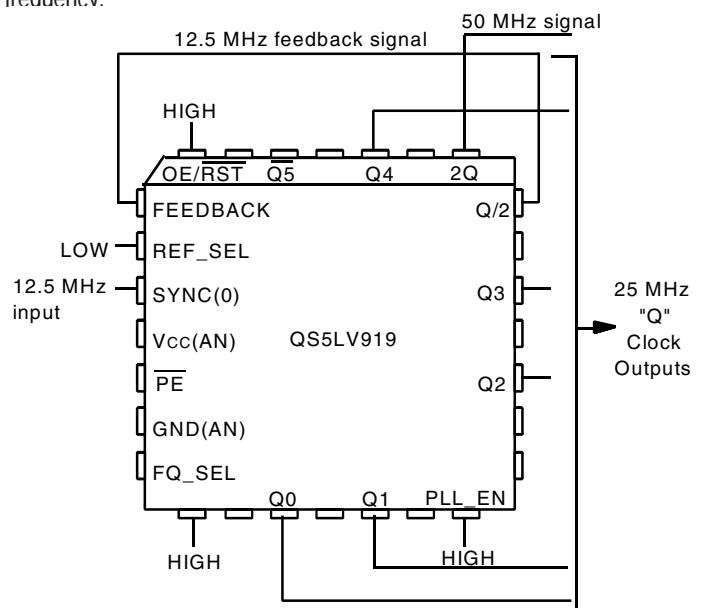 frequency.
50 MHz signal
12.5 MHz feedback signal
HIGH
OE/RST Q5 Q4 2Q
FEEDBACK Q/2
LOW REF_SEL
12.5 MHz input SYNC(0) Q3
25 MHz "Q" Clock Outputs
VCC(AN) QS5LV919
PE Q2
GND(AN)
FQ_SEL
Q0 Q1 PLL_EN
HIGH HIGH